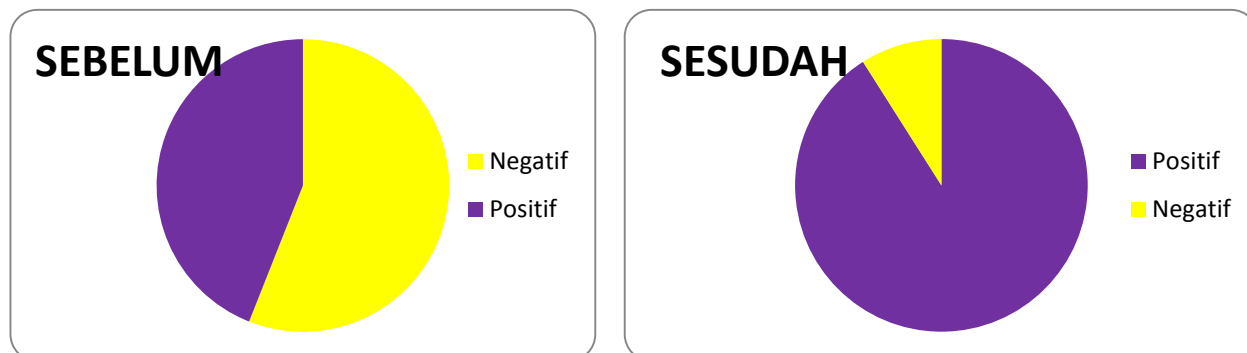 SEBELUM
Negatif
Positif
SESUDAH
Positif
Negatif